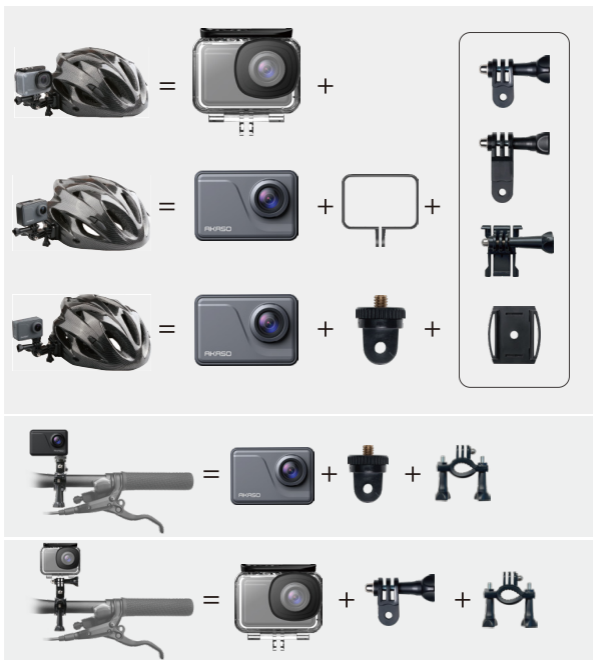 = +
= + +
AKASO
= + +
AKASO
= + +
AKASO
= + +